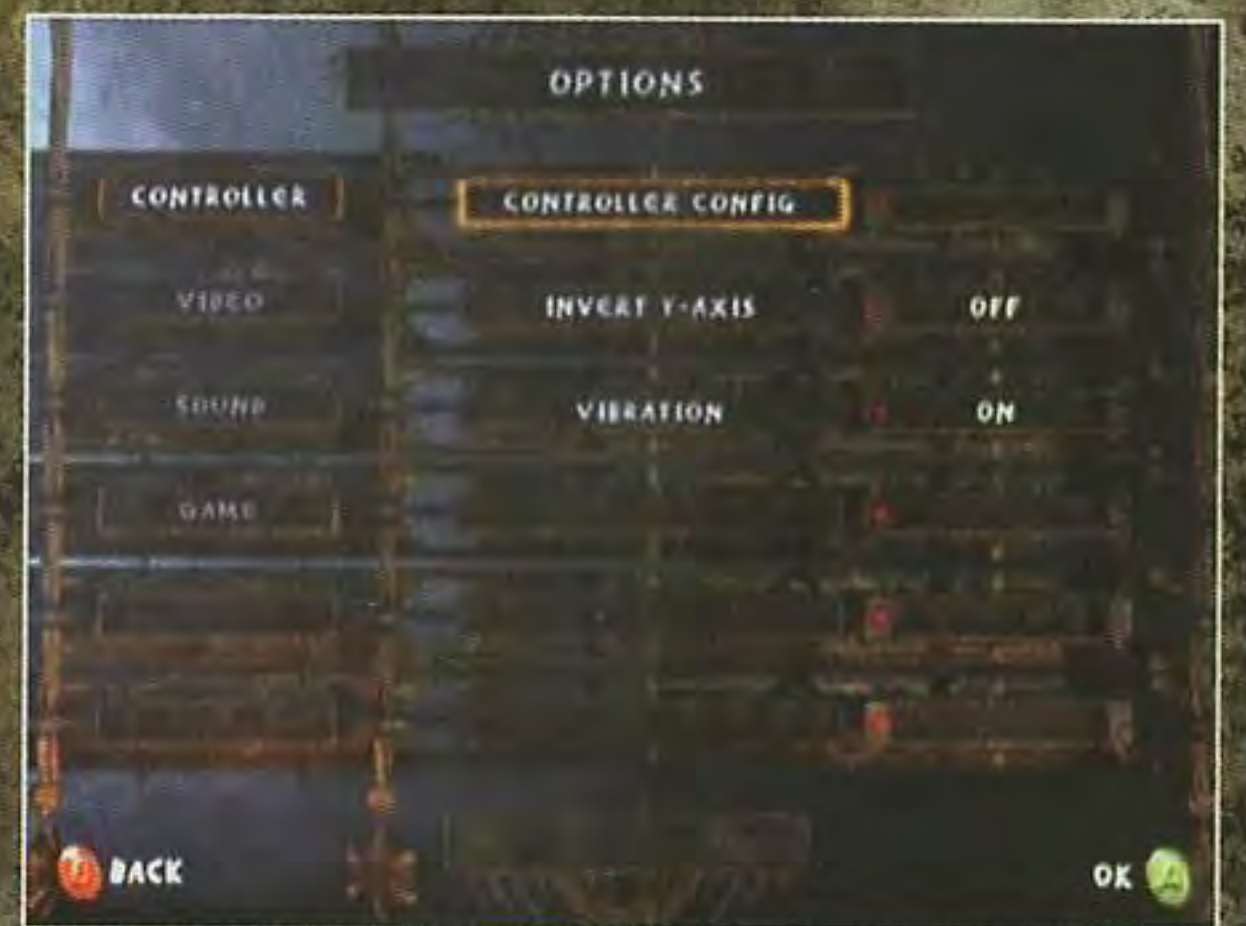 OPTIONS
CONTROLLER
CONTROLLER CONFIG
VIDEO
INVERT Y-AXIS
OFF
SOUND
VIBRATION
ON
GAME
BACK
OK A